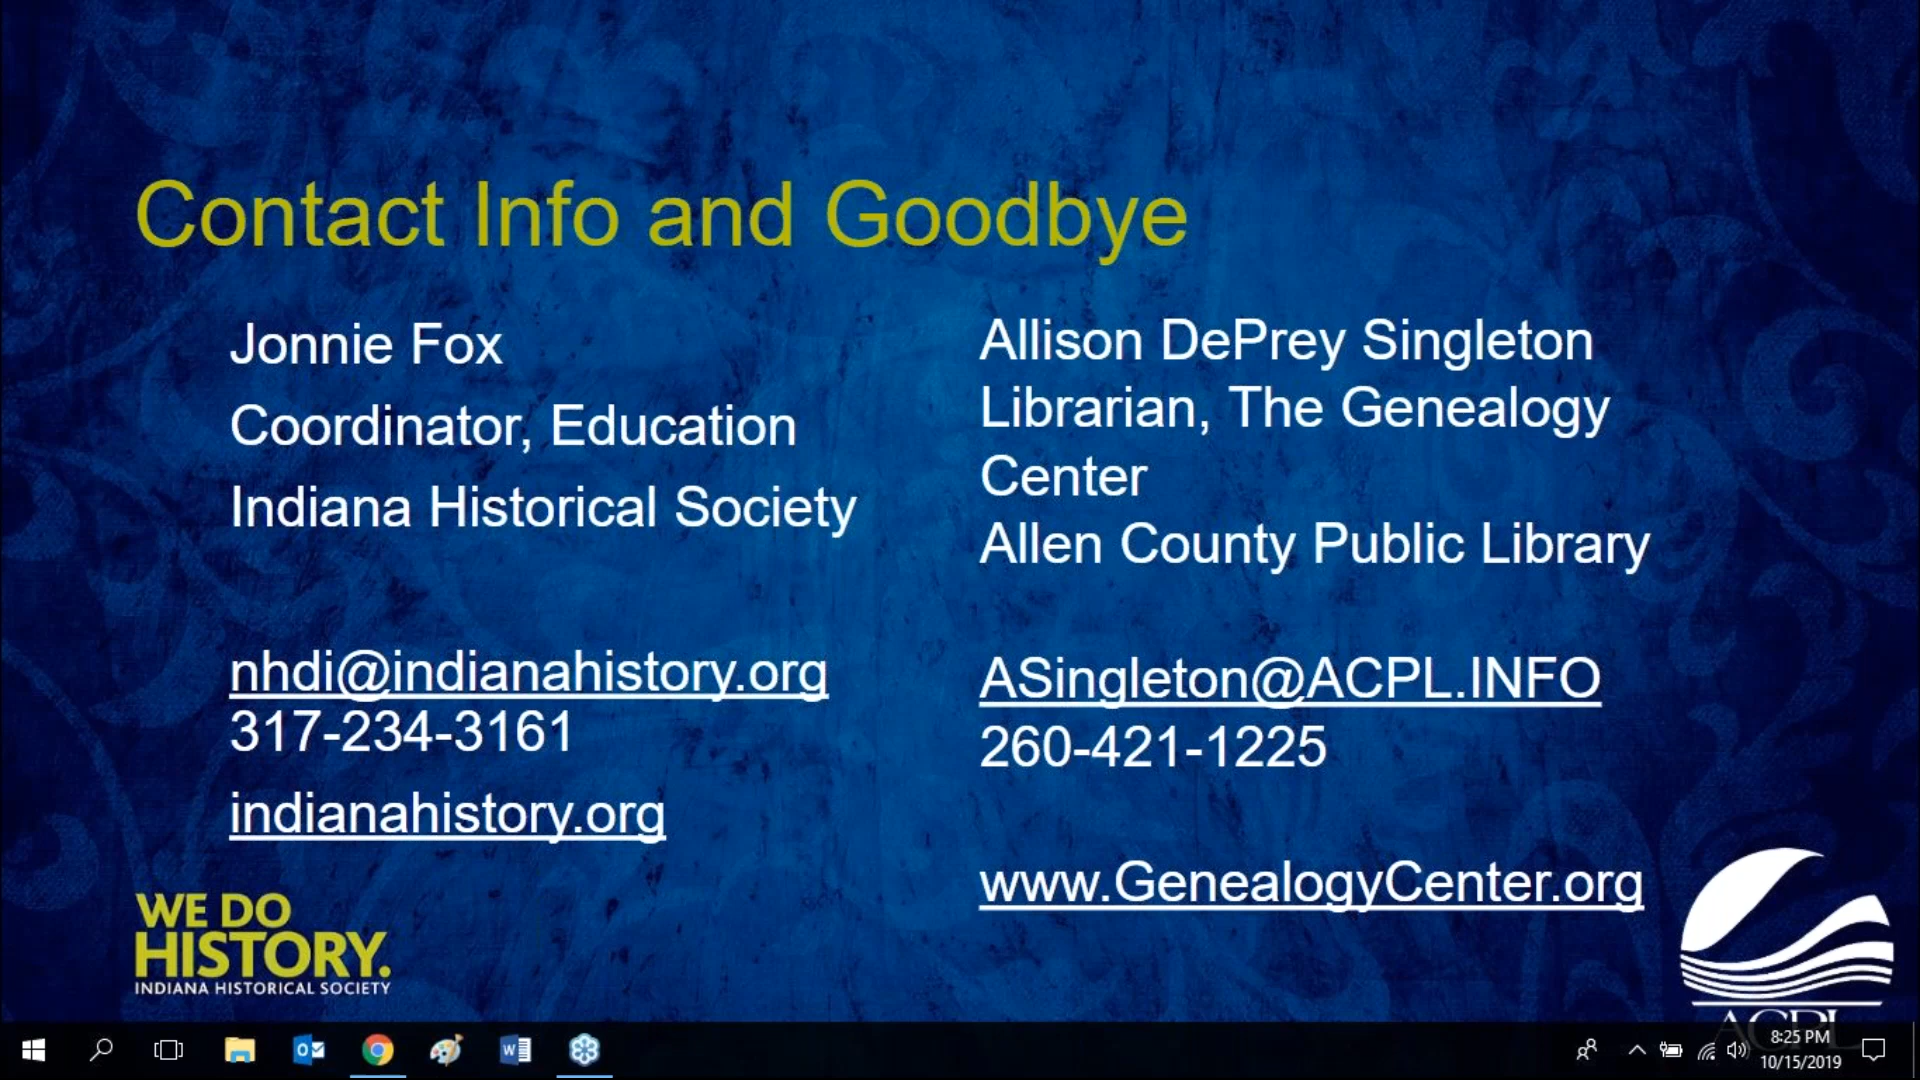 Contact Info and Goodbye
Jonnie Fox
Coordinator, Education
Indiana Historical Society
nhdi@indianahistory.org
317-234-3161
indianahistory.org
Allison DePrey Singleton
Librarian, The Genealogy
Center
Allen County Public Library
ASingleton@ACPL.INFO
260-421-1225
www.GenealogyCenter.org
WE DO
HISTORY.
INDIANA HISTORICAL SOCIETY
ACPL
8:25 PM
10/15/2019